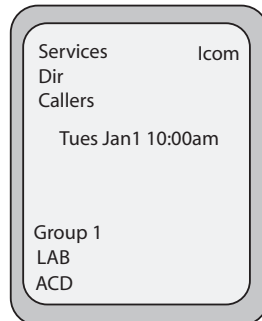 Services Icom
Dir
Callers
Tues Jan1 10:00am
Group 1
LAB
ACD